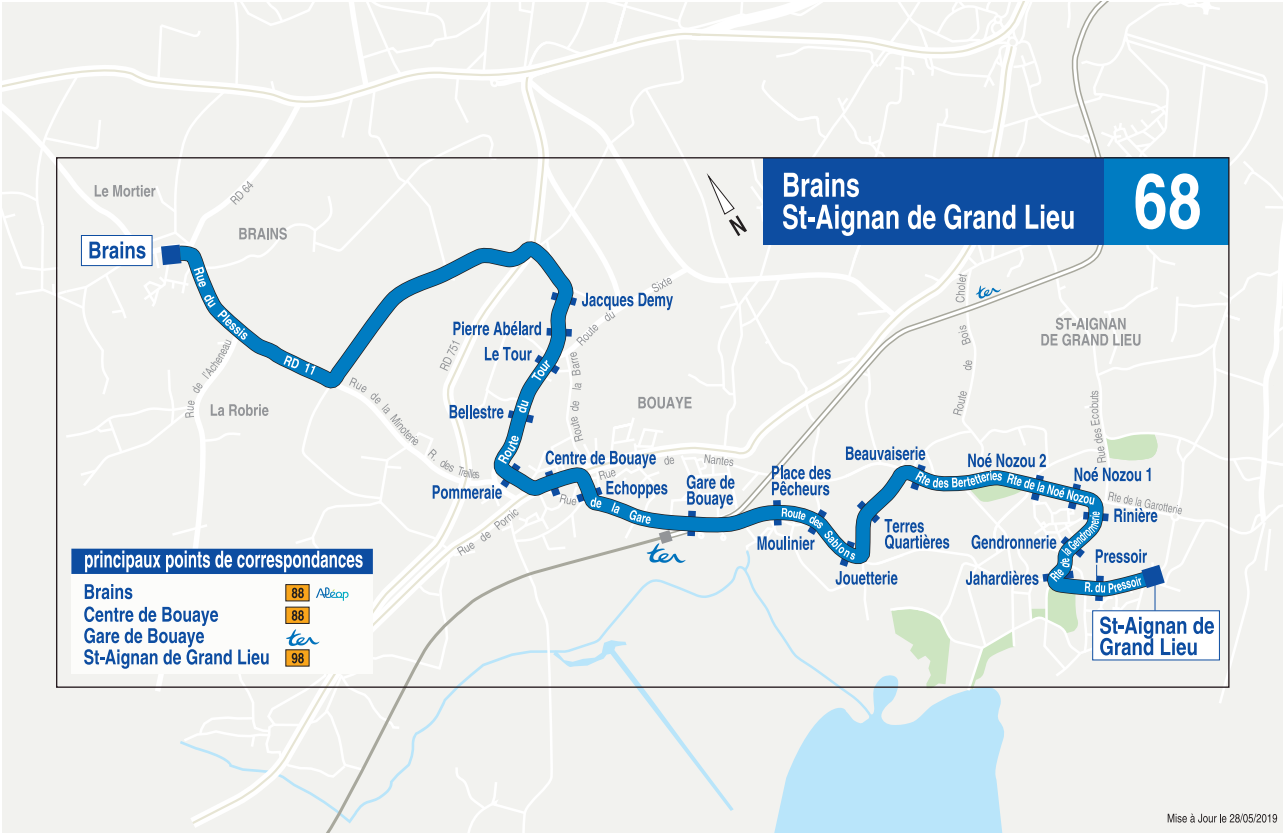 Brains
St-Aignan de Grand Lieu
68
N
Le Mortier
RD 64
BRAINS
Brains
Rue du Plessis
RD 11
Rue de l'Acheneau
La Robrie
Rue de la Minoterie
R. des Treilles
RD 751
Jacques Demy
Pierre Abélard
Le Tour
Bellestre
Pommeraie
Route du Tour
Route du Sixte
Route de la Barre
BOUAYE
Centre de Bouaye
Echoppes
Rue de Nantes
Rue de Pornic
Rue de la Gare
Gare de
Bouaye
ter
Place des
Pêcheurs
Moulinier
Route des Sablons
Jouetterie
Terres
Quartières
Beauvaiserie
Rte des Bertetteries
Noé Nozou 2
Rte de la Noé Nozou
Noé Nozou 1
Route de Bois Cholet
ter
ST-AIGNAN
DE GRAND LIEU
Rue des Ecobuts
Rte de la Garotterie
Rinière
Gendronnerie
Rte de la Gendronnerie
Jahardières
Pressoir
R. du Pressoir
St-Aignan de
Grand Lieu
principaux points de correspondances
Brains 88 Aléop
Centre de Bouaye 88
Gare de Bouaye ter
St-Aignan de Grand Lieu 98
Mise à Jour le 28/05/2019